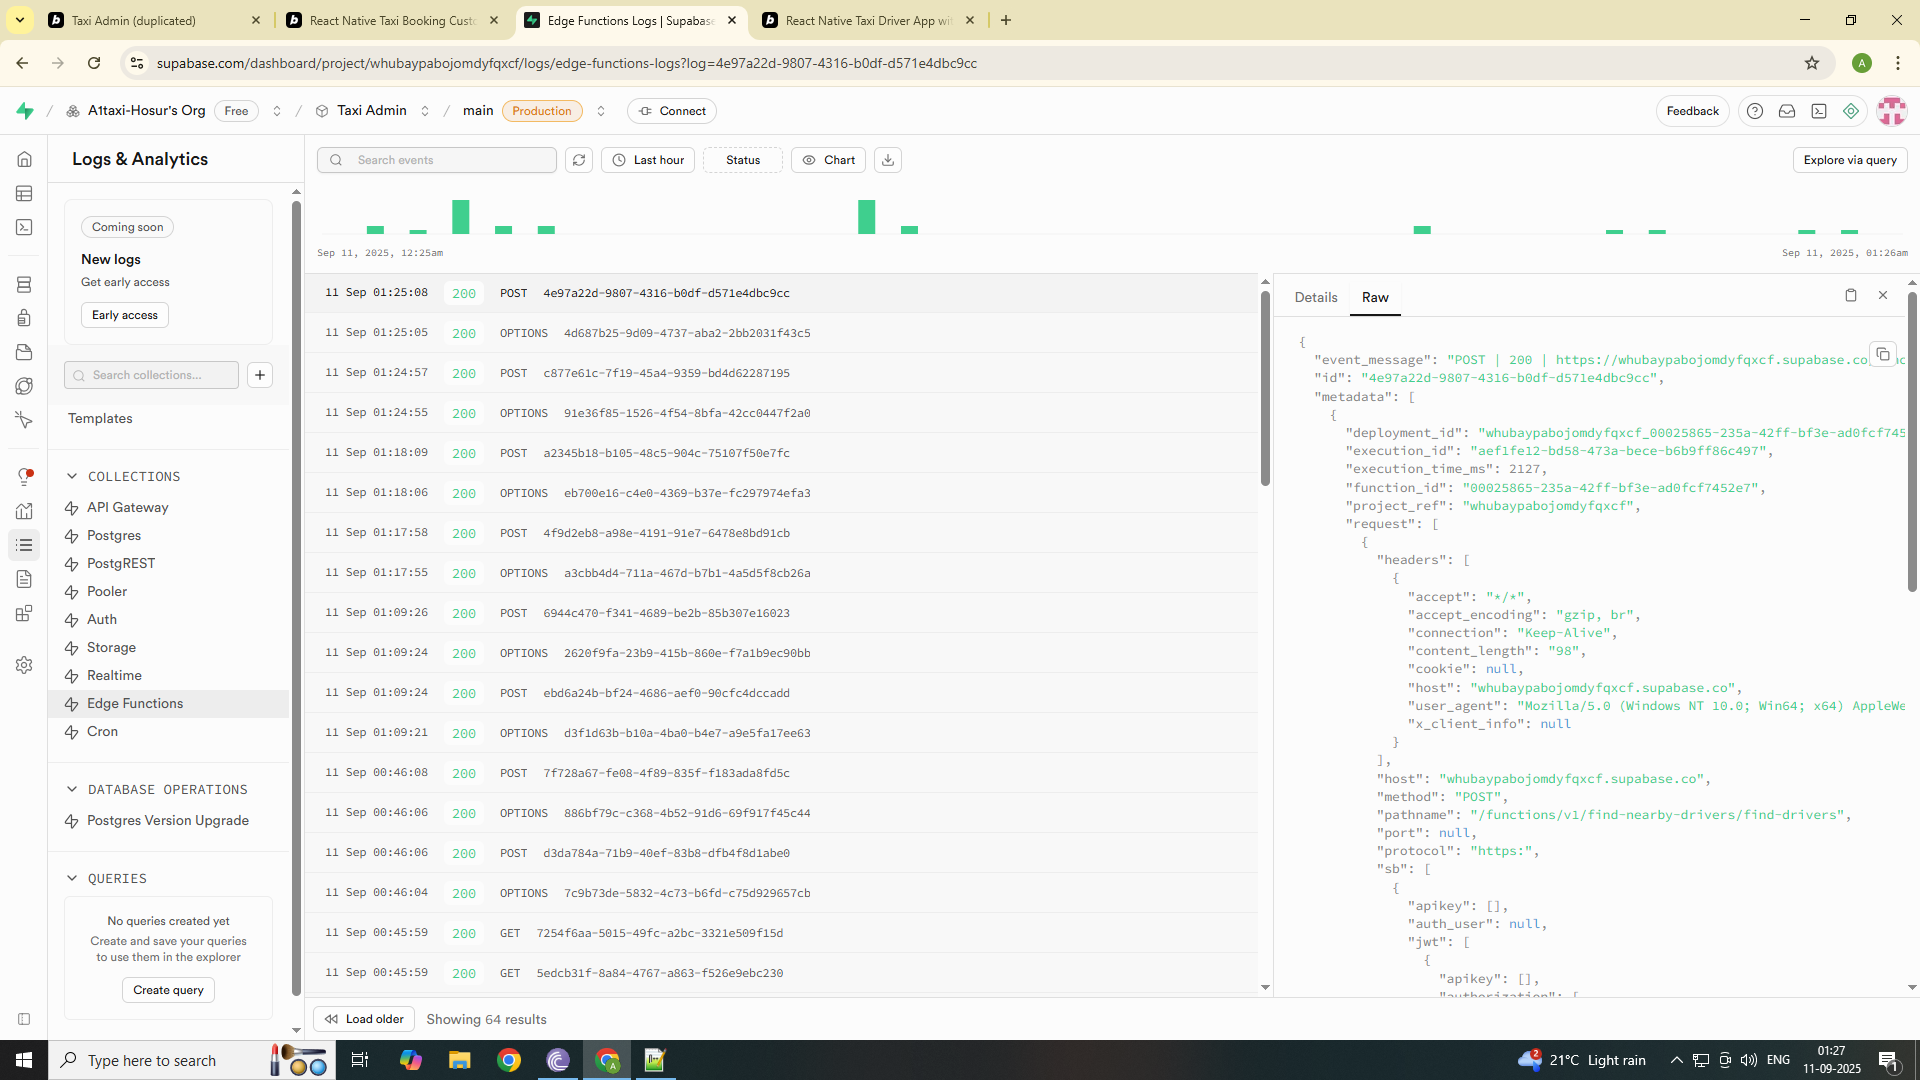 Taxi Admin (duplicated)
React Native Taxi Booking Custo
Edge Functions Logs | Supabase
React Native Taxi Driver App wi
supabase.com/dashboard/project/whubaypabojomdyfqxcf/logs/edge-functions-logs?log=4e97a22d-9807-4316-b0df-d571e4dbc9cc
A
A1taxi-Hosur's Org Free / Taxi Admin / main Production Connect
Feedback
Logs & Analytics
Search events
Last hour
Status
Chart
Explore via query
Coming soon
New logs
Get early access
Early access
Search collections...
Templates
COLLECTIONS
API Gateway
Postgres
PostgREST
Pooler
Auth
Storage
Realtime
Edge Functions
Cron
DATABASE OPERATIONS
Postgres Version Upgrade
QUERIES
No queries created yet
Create and save your queries
to use them in the explorer
Create query
Sep 11, 2025, 12:25am
Sep 11, 2025, 01:26am
11 Sep 01:25:08 200 POST 4e97a22d-9807-4316-b0df-d571e4dbc9cc
11 Sep 01:25:05 200 OPTIONS 4d687b25-9d09-4737-aba2-2bb2031f43c5
11 Sep 01:24:57 200 POST c877e61c-7f19-45a4-9359-bd4d62287195
11 Sep 01:24:55 200 OPTIONS 91e36f85-1526-4f54-8bfa-42cc0447f2a0
11 Sep 01:18:09 200 POST a2345b18-b105-48c5-904c-75107f50e7fc
11 Sep 01:18:06 200 OPTIONS eb700e16-c4e0-4369-b37e-fc297974efa3
11 Sep 01:17:58 200 POST 4f9d2eb8-a98e-4191-91e7-6478e8bd91cb
11 Sep 01:17:55 200 OPTIONS a3cbb4d4-711a-467d-b7b1-4a5d5f8cb26a
11 Sep 01:09:26 200 POST 6944c470-f341-4689-be2b-85b307e16023
11 Sep 01:09:24 200 OPTIONS 2620f9fa-23b9-415b-860e-f7a1b9ec90bb
11 Sep 01:09:24 200 POST ebd6a24b-bf24-4686-aef0-90cfc4dccadd
11 Sep 01:09:21 200 OPTIONS d3f1d63b-b10a-4ba0-b4e7-a9e5fa17ee63
11 Sep 00:46:08 200 POST 7f728a67-fe08-4f89-835f-f183ada8fd5c
11 Sep 00:46:06 200 OPTIONS 886bf79c-c368-4b52-91d6-69f917f45c44
11 Sep 00:46:06 200 POST d3da784a-71b9-40ef-83b8-dfb4f8d1abe0
11 Sep 00:46:04 200 OPTIONS 7c9b73de-5832-4c73-b6fd-c75d929657cb
11 Sep 00:45:59 200 GET 7254f6aa-5015-49fc-a2bc-3321e509f15d
11 Sep 00:45:59 200 GET 5edcb31f-8a84-4767-a863-f526e9ebc230
Load older
Showing 64 results
Details
Raw
{
"event_message": "POST | 200 | https://whubaypabojomdyfqxcf.supabase.co
"id": "4e97a22d-9807-4316-b0df-d571e4dbc9cc",
"metadata": [
{
"deployment_id": "whubaypabojomdyfqxcf_00025865-235a-42ff-bf3e-ad0fcf745
"execution_id": "aef1fe12-bd58-473a-bece-b6b9ff86c497",
"execution_time_ms": 2127,
"function_id": "00025865-235a-42ff-bf3e-ad0fcf7452e7",
"project_ref": "whubaypabojomdyfqxcf",
"request": [
{
"headers": [
{
"accept": "*/*",
"accept_encoding": "gzip, br",
"connection": "Keep-Alive",
"content_length": "98",
"cookie": null,
"host": "whubaypabojomdyfqxcf.supabase.co",
"user_agent": "Mozilla/5.0 (Windows NT 10.0; Win64; x64) AppleWe
"x_client_info": null
}
],
"host": "whubaypabojomdyfqxcf.supabase.co",
"method": "POST",
"pathname": "/functions/v1/find-nearby-drivers/find-drivers",
"port": null,
"protocol": "https:",
"sb": [
{
"apikey": [],
"auth_user": null,
"jwt": [
{
"apikey": [],
"authorization": [
Type here to search
2
21°C Light rain
ENG
01:27
11-09-2025
1